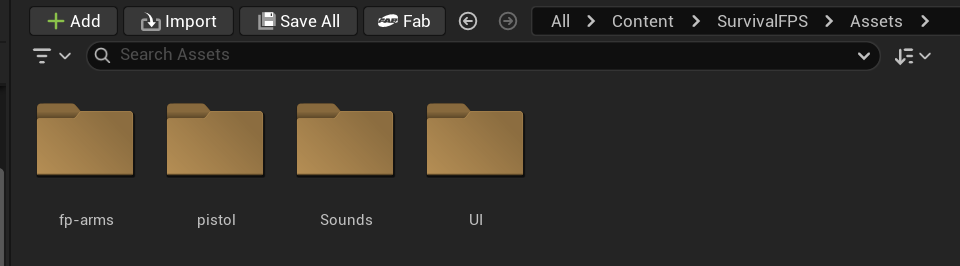 Add Import Save All Fab All > Content > SurvivalFPS > Assets >
Search Assets
fp-arms pistol Sounds UI